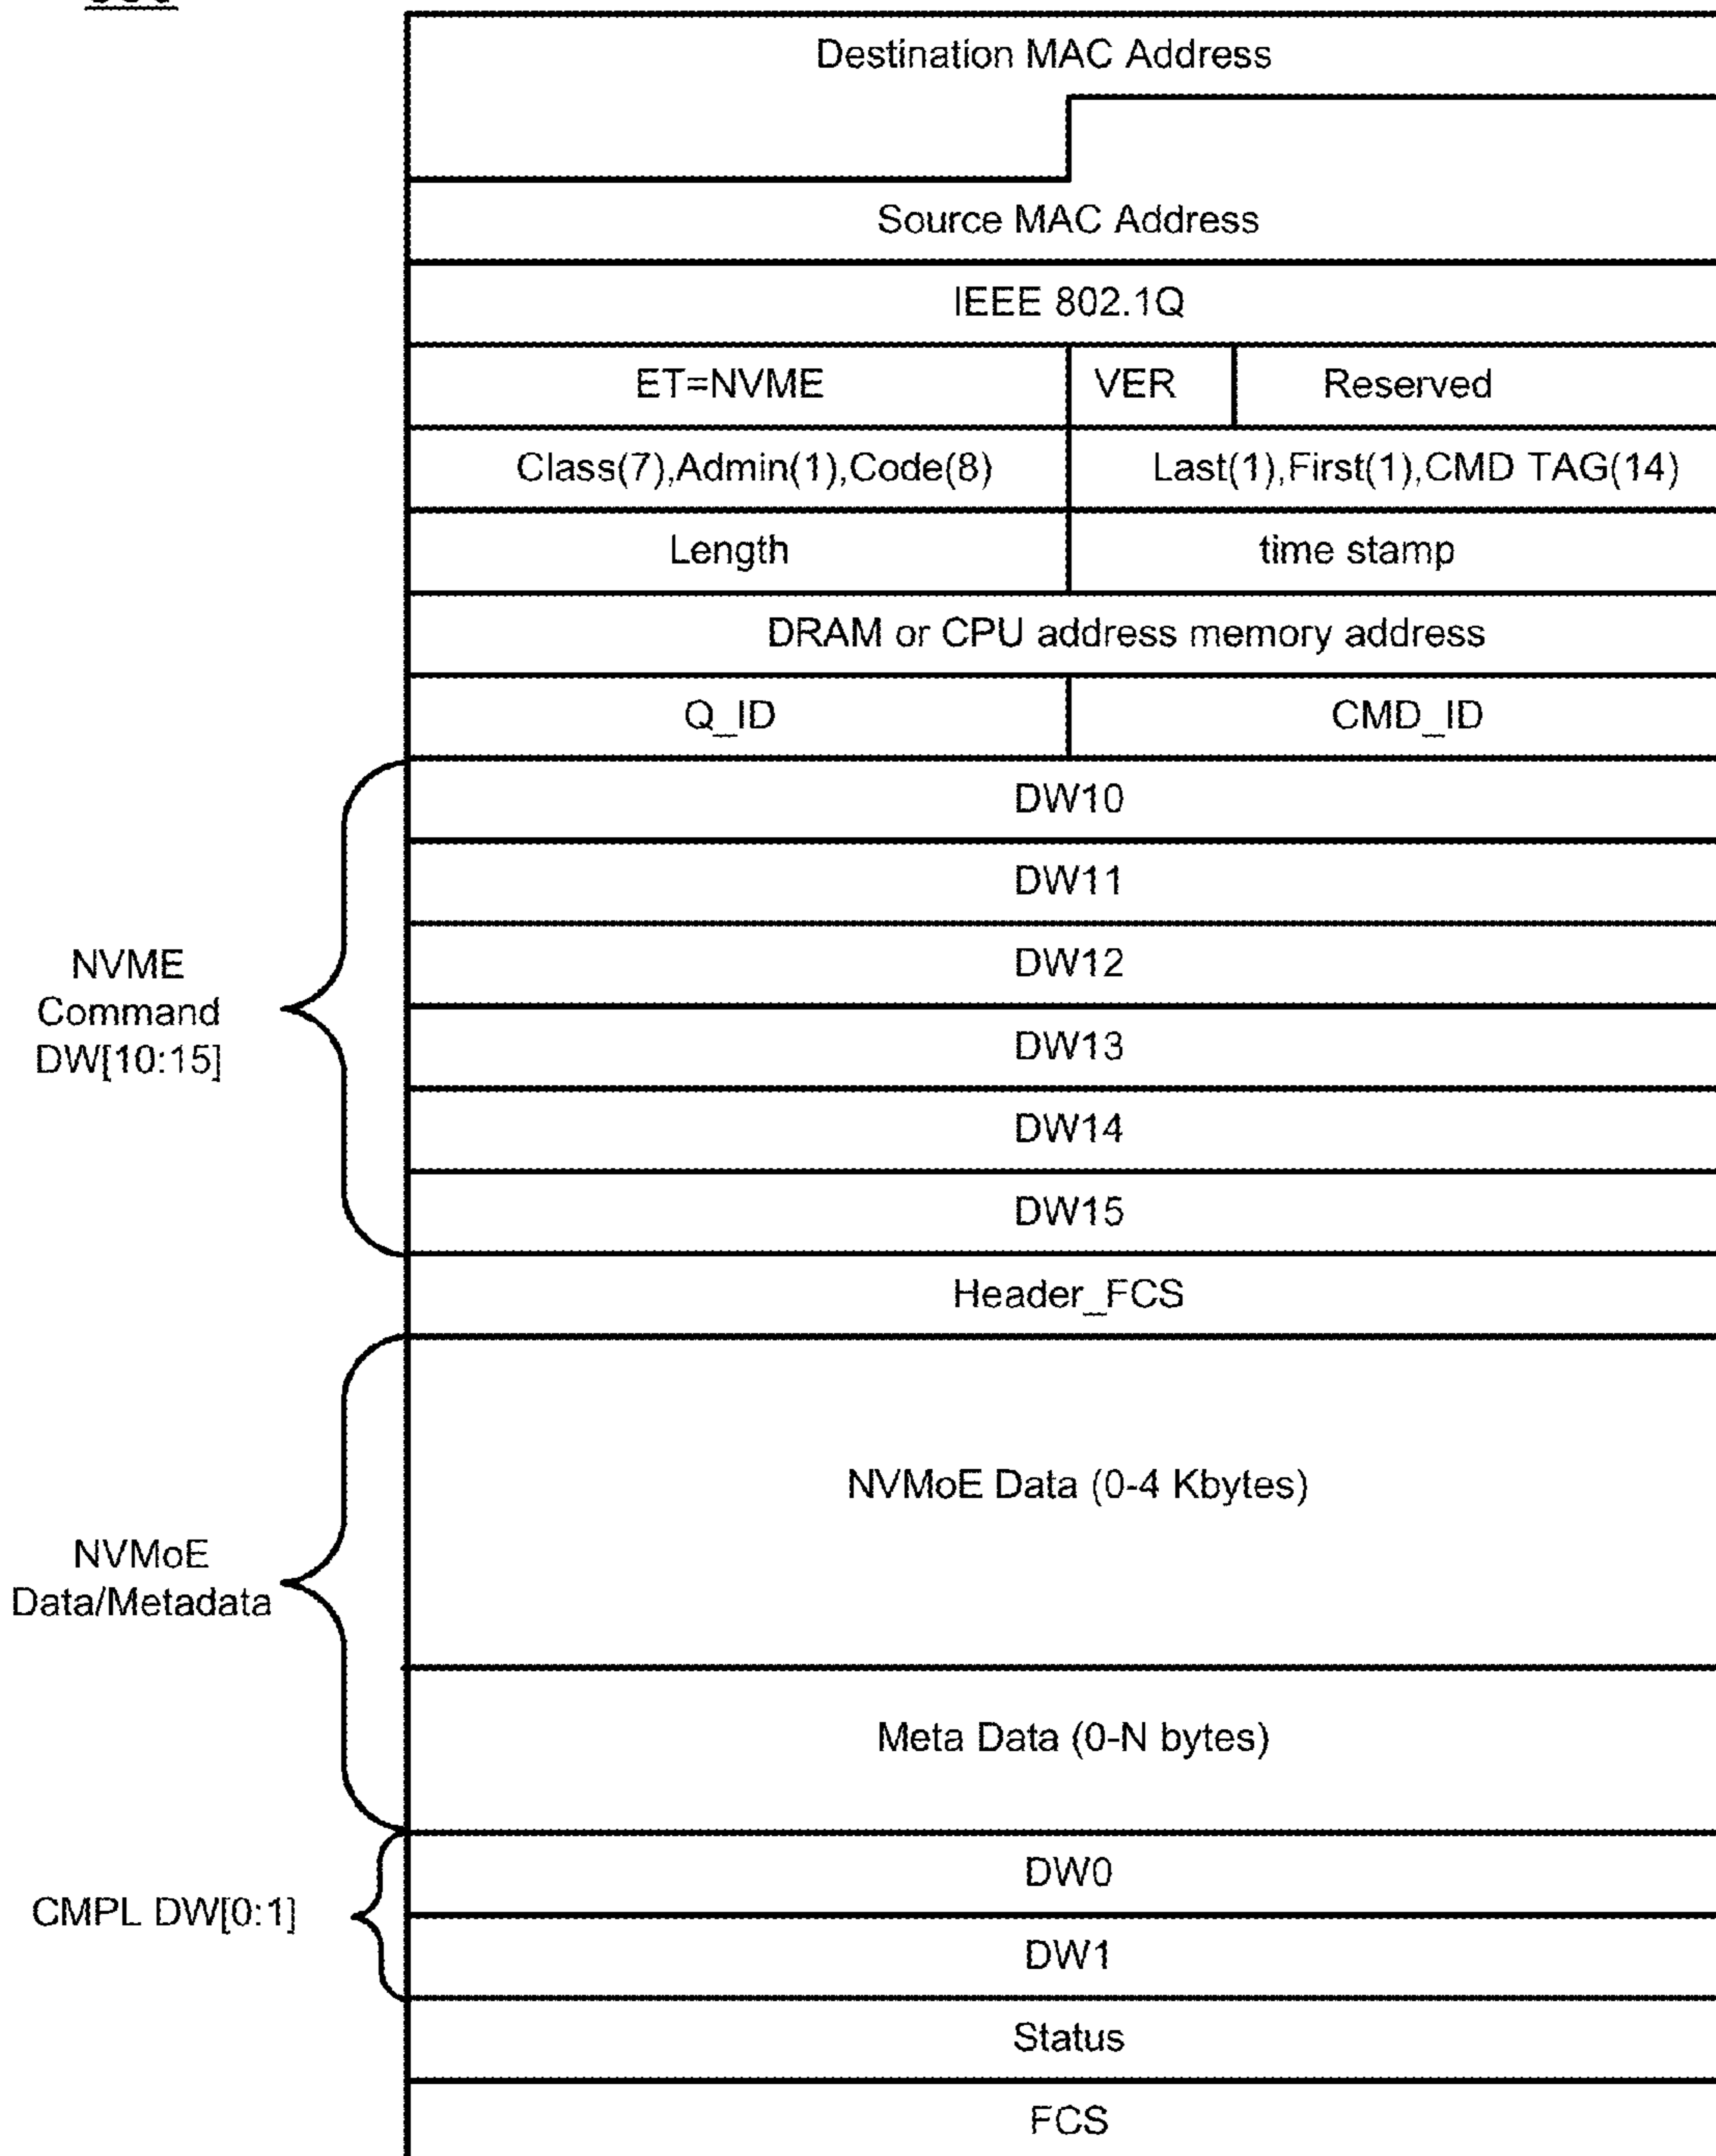 Destination MAC Address
Source MAC Address
IEEE 802.1Q
ET=NVME VER Reserved
Class(7),Admin(1),Code(8) Last(1),First(1),CMD TAG(14)
Length time stamp
DRAM or CPU address memory address
Q_ID CMD_ID
DW10
DW11
DW12
DW13
DW14
DW15
NVME
Command
DW[10:15]
Header_FCS
NVMoE Data (0-4 Kbytes)
Meta Data (0-N bytes)
NVMoE
Data/Metadata
DW0
DW1
CMPL DW[0:1]
Status
FCS